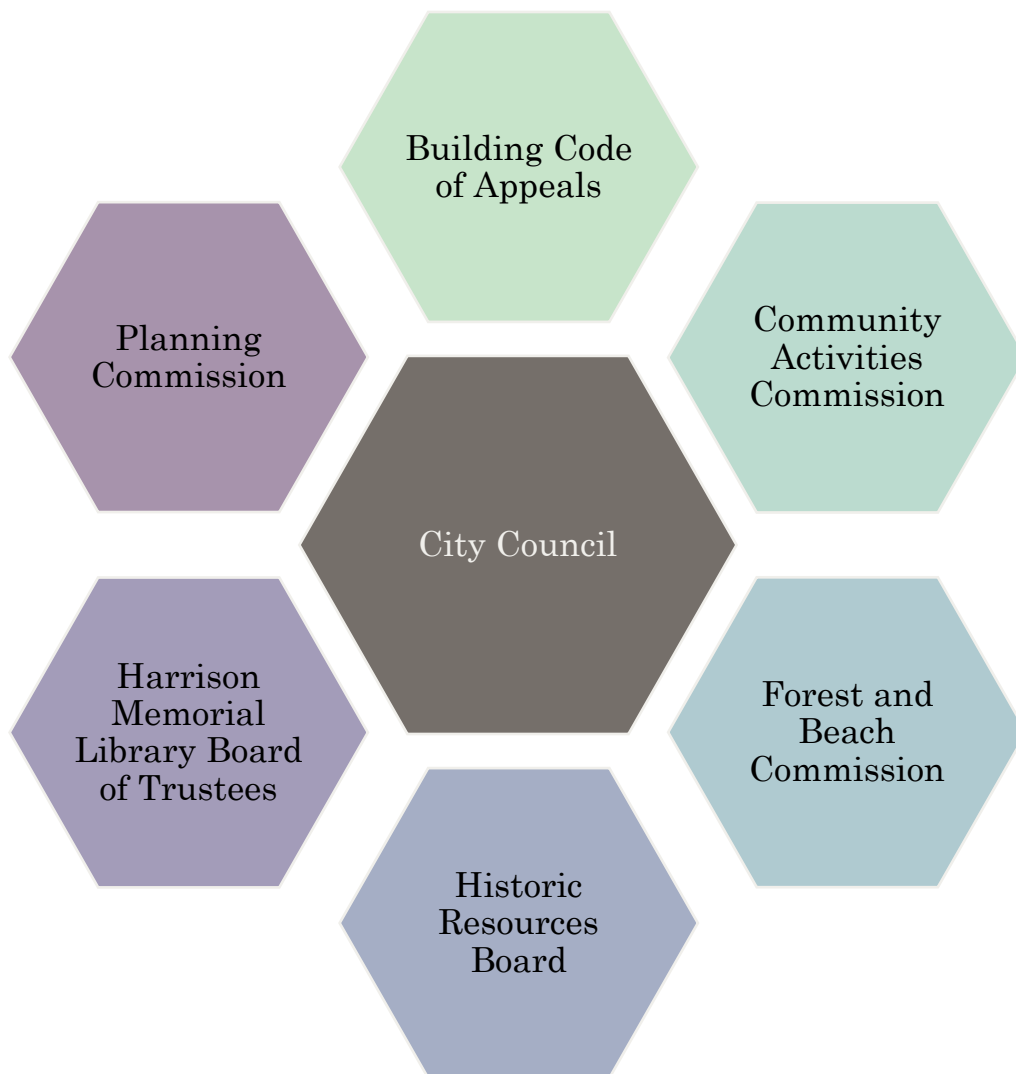 Building Code
of Appeals
Planning
Commission
Community
Activities
Commission
City Council
Harrison
Memorial
Library Board
of Trustees
Forest and
Beach
Commission
Historic
Resources
Board